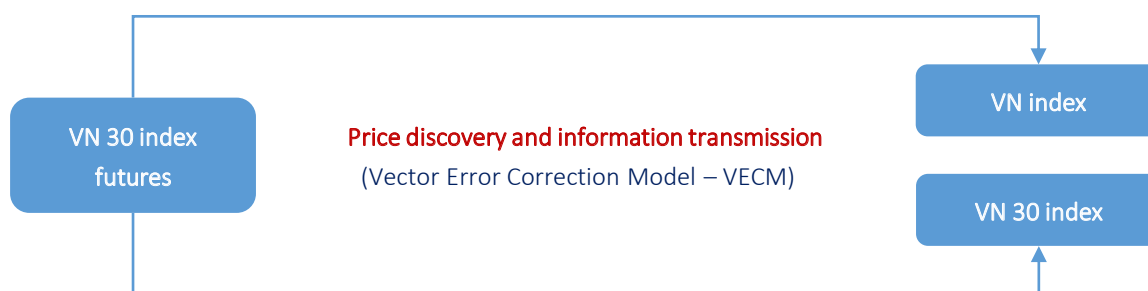 VN 30 index
futures
Price discovery and information transmission
(Vector Error Correction Model – VECM)
VN index
VN 30 index